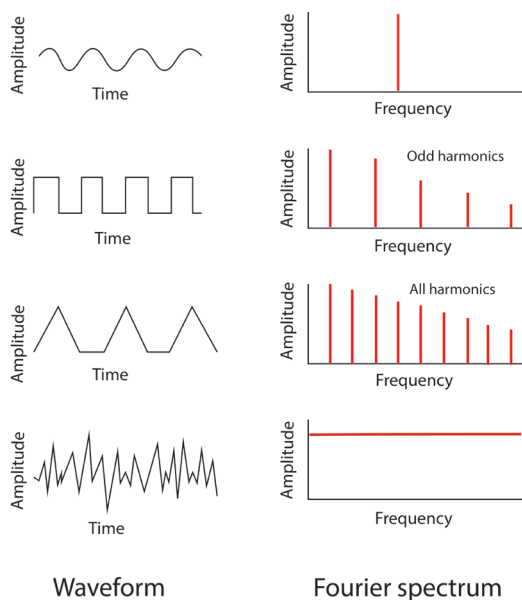 Amplitude
Time
Amplitude
Frequency
Amplitude
Time
Amplitude
Odd harmonics
Frequency
Amplitude
Time
Amplitude
All harmonics
Frequency
Amplitude
Time
Amplitude
Frequency
Waveform
Fourier spectrum